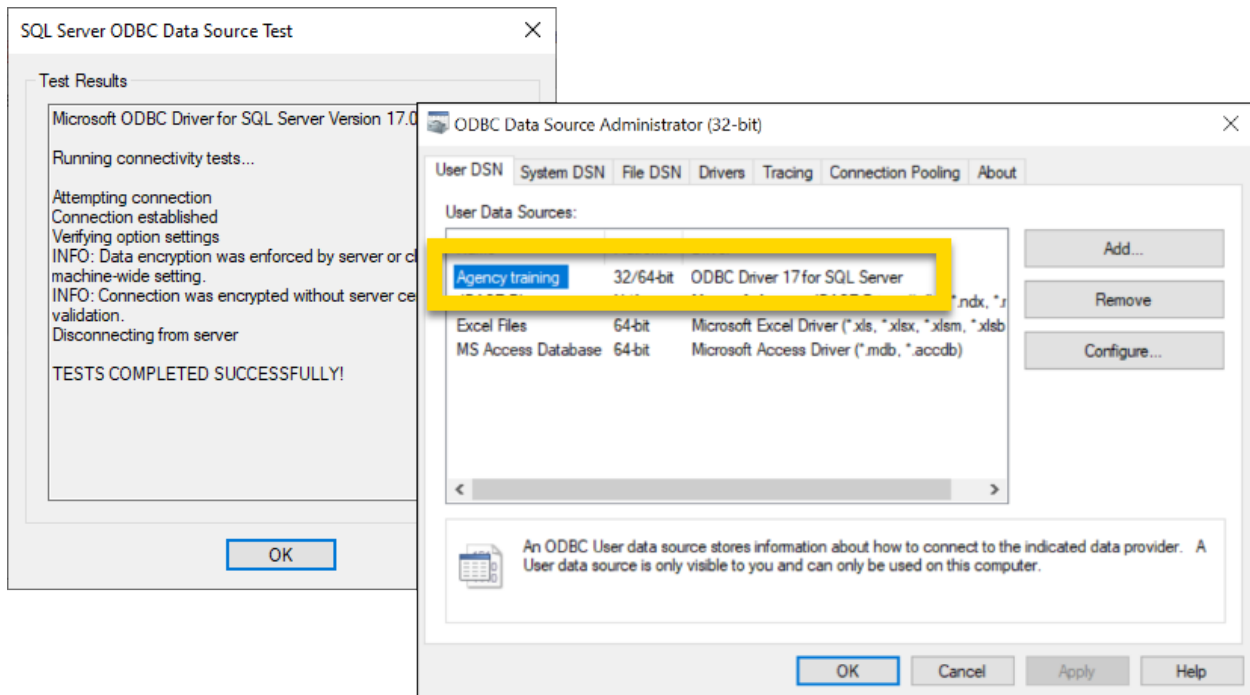 SQL Server ODBC Data Source Test
Test Results
Microsoft ODBC Driver for SQL Server Version 17.0
Running connectivity tests...
Attempting connection
Connection established
Verifying option settings
INFO: Data encryption was enforced by server or
machine-wide setting.
INFO: Connection was encrypted without server
validation.
Disconnecting from server
TESTS COMPLETED SUCCESSFULLY!
OK
ODBC Data Source Administrator (32-bit)
User DSN System DSN File DSN Drivers Tracing Connection Pooling About
User Data Sources:
Agency training 32/64-bit ODBC Driver 17 for SQL Server
Excel Files 64-bit Microsoft Excel Driver (*.xls, *.xlsx, *.xlsm, *.xlsb
MS Access Database 64-bit Microsoft Access Driver (*.mdb, *.accdb)
Add...
Remove
Configure...
An ODBC User data source stores information about how to connect to the indicated data provider. A
User data source is only visible to you and can only be used on this computer.
OK Cancel Apply Help